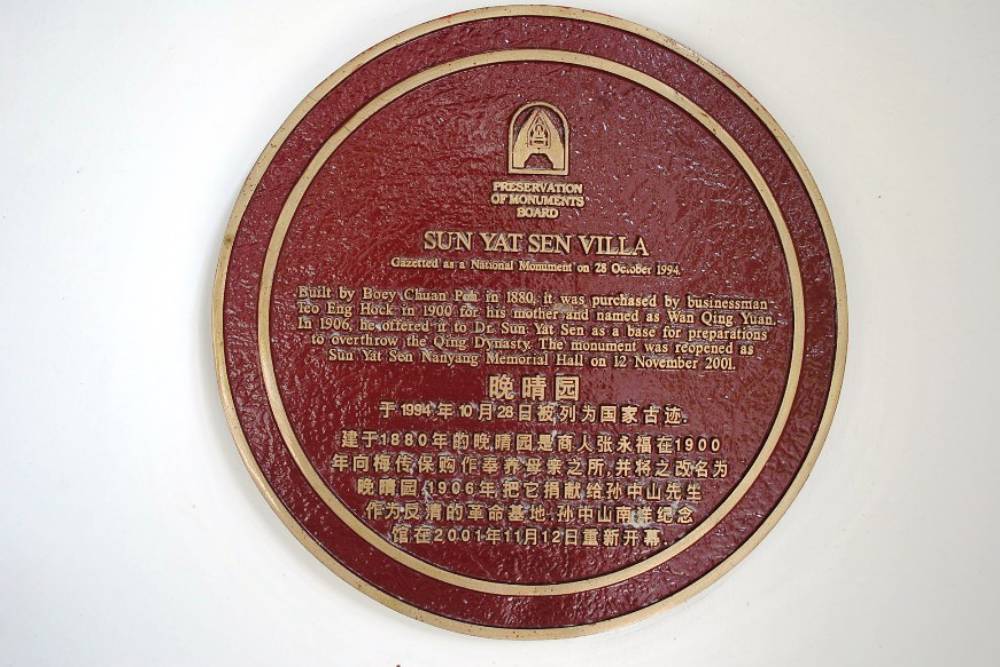 PRESERVATION
OF MONUMENTS
BOARD
SUN YAT SEN VILLA
Gazetted as a National Monument on 28 October 1994.
Built by Boey Chuan Poh in 1880, it was purchased by businessman
Teo Eng Hock in 1900 for his mother and named as Wan Qing Yuan.
In 1906, he offered it to Dr. Sun Yat Sen as a base for preparations
to overthrow the Qing Dynasty. The monument was reopened as
Sun Yat Sen Nanyang Memorial Hall on 12 November 2001.
晚晴园
于1994年10月28日被列为国家古迹.
建于1880年的晚晴园是商人张永福在1900
年向梅传保购作奉养母亲之所,并将之改名为
晚晴园.1906年,把它捐献给孙中山先生
作为反清的革命基地.孙中山南洋纪念
馆在2001年11月12日重新开幕.